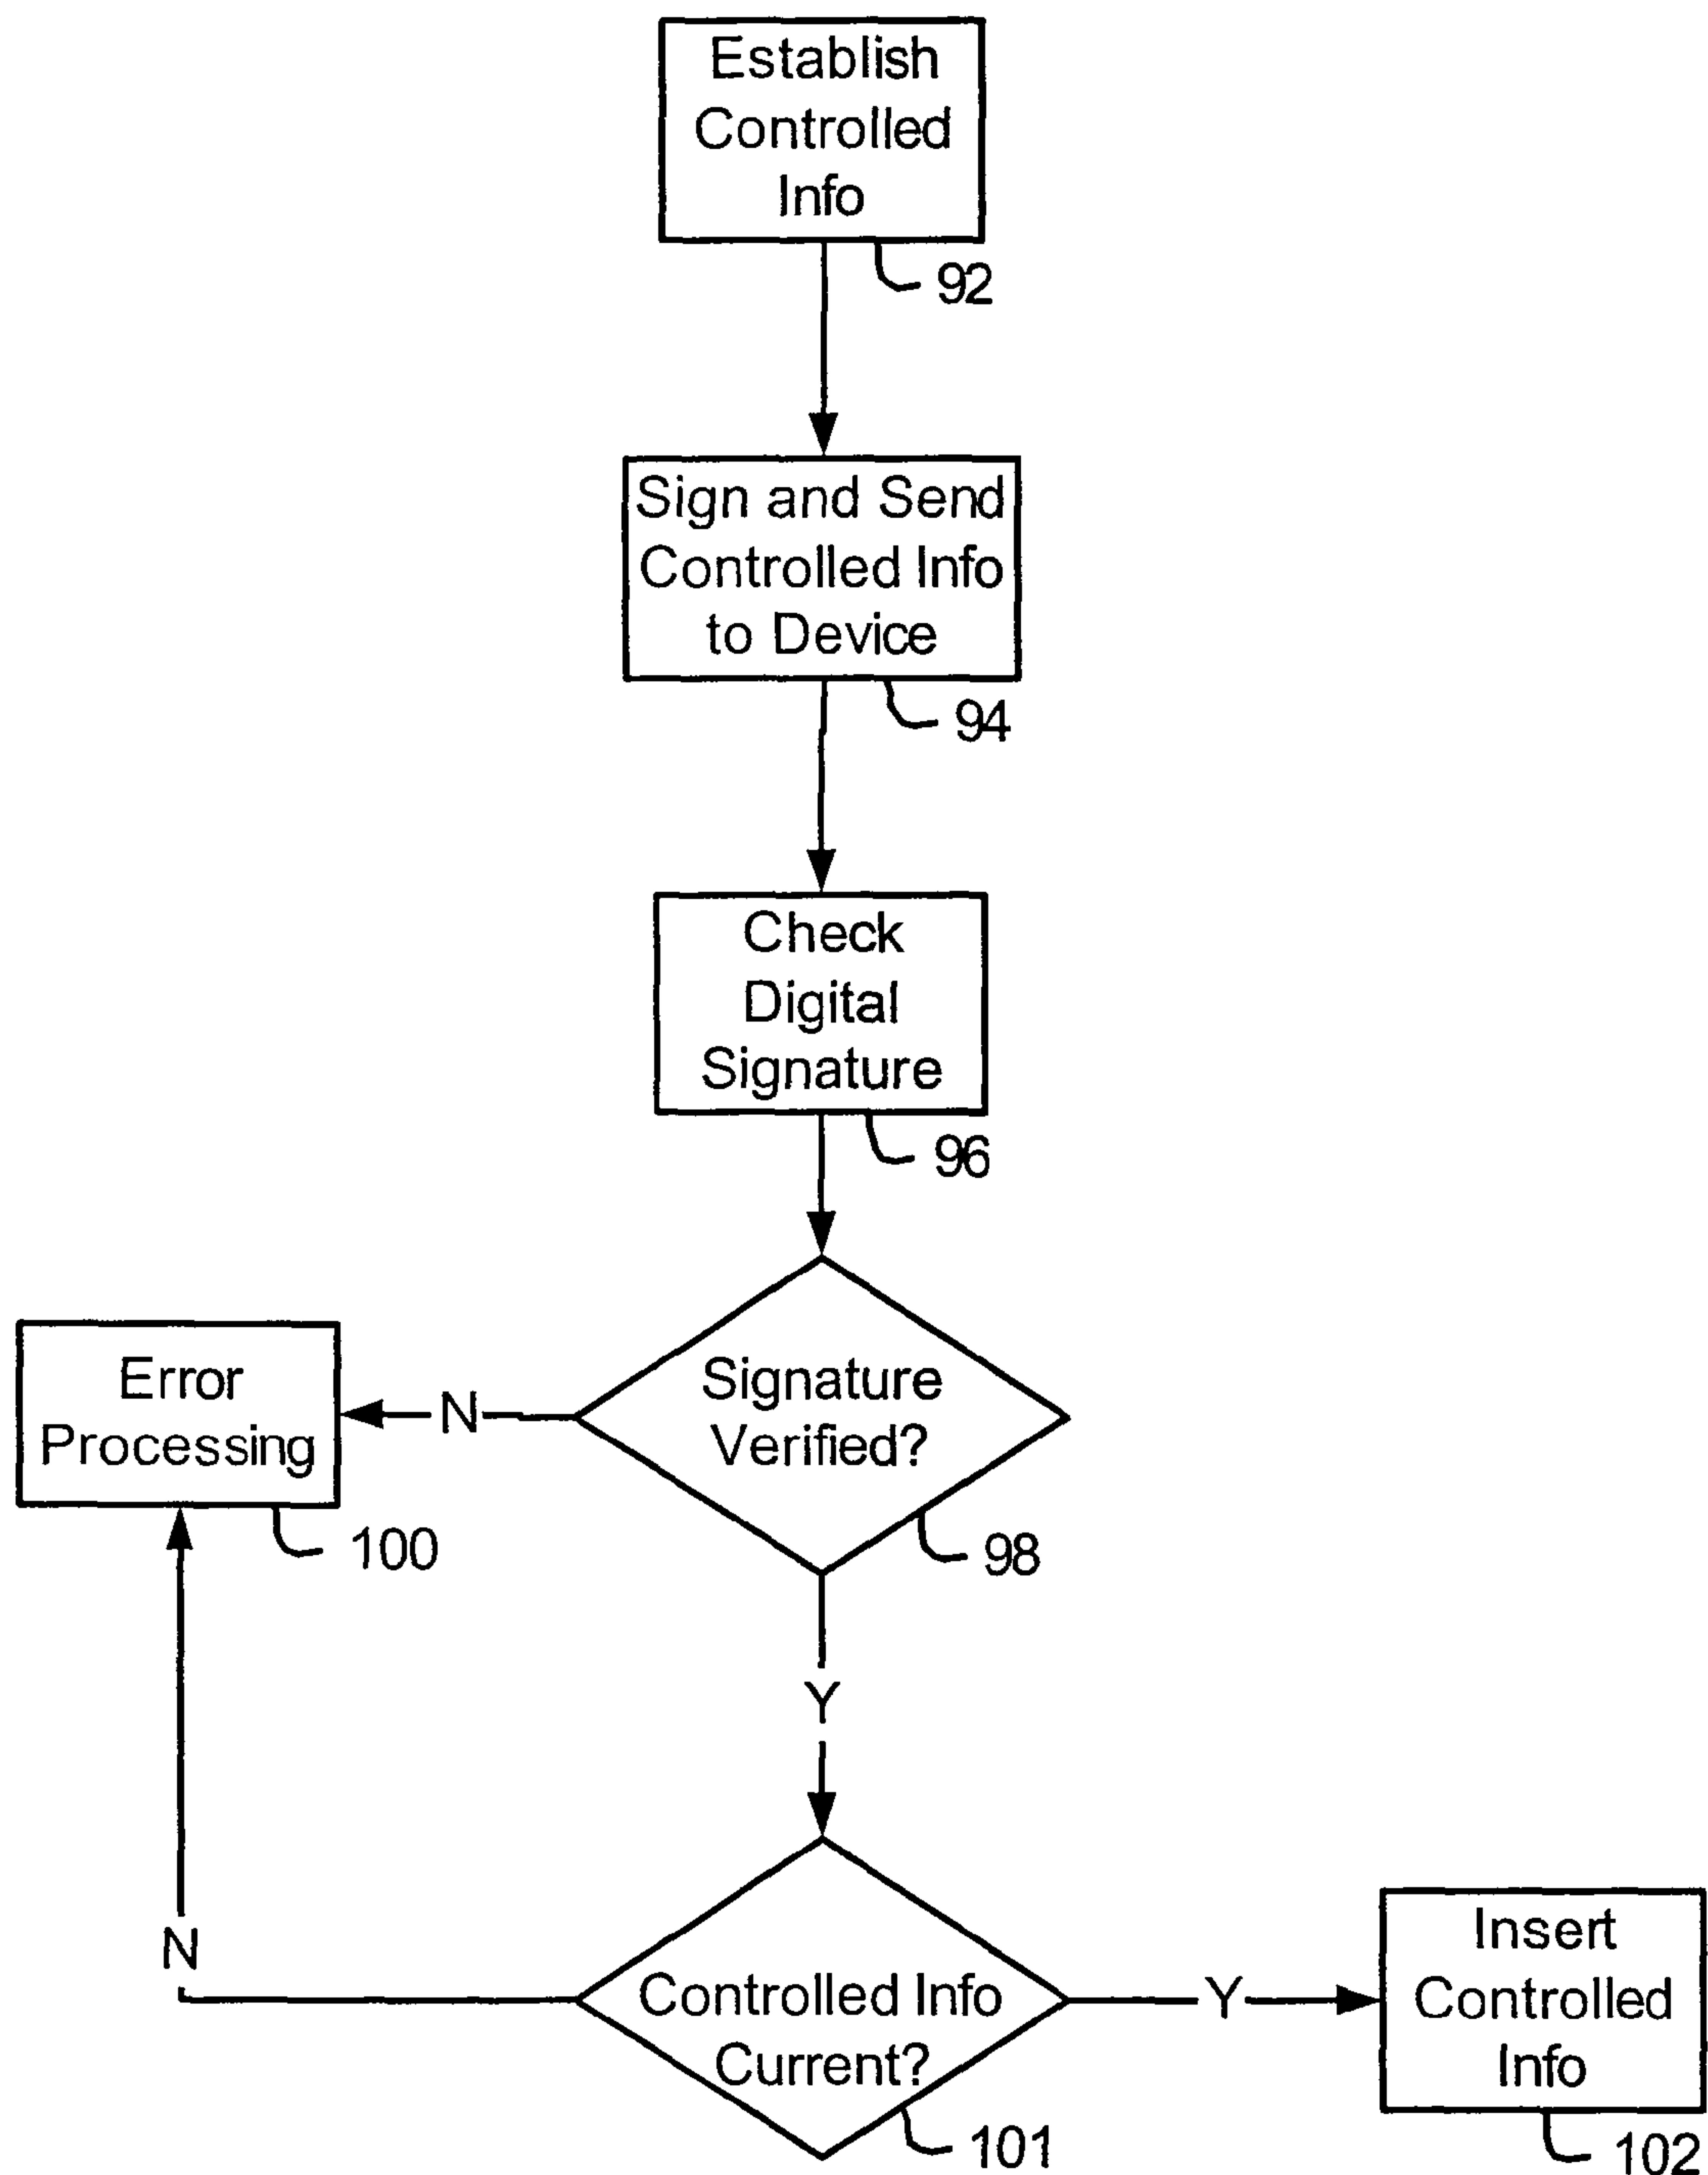 Establish
Controlled
Info
92
Sign and Send
Controlled Info
to Device
94
Check
Digital
Signature
96
Signature
Verified?
98
N
Error
Processing
100
Y
Controlled Info
Current?
101
N
Y
Insert
Controlled
Info
102